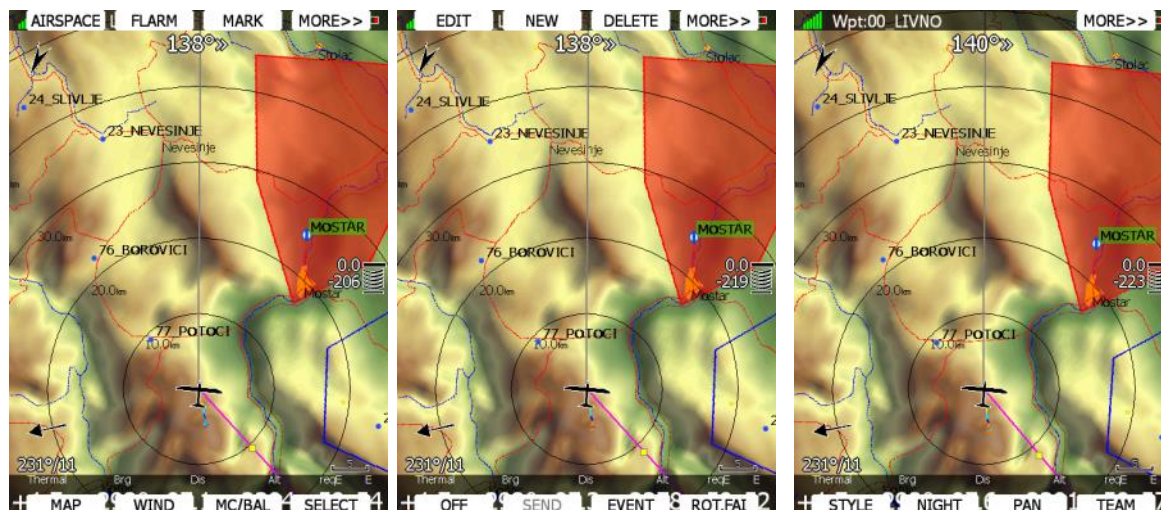 AIRSPACE FLARM MARK MORE>>
138°»
Stolac
24_SLIVLJE
23_NEVESINJE
Nevesinje
MOSTAR
30.0km
76_BOROVICI
0.0
-206
20.0km
Mostar
77_POTOCI
10.0km
231°/11
5
Thermal Brg Dis Alt reqE E
MAP WIND MC/BAL SELECT
EDIT NEW DELETE MORE>>
138°»
Stolac
24_SLIVLJE
23_NEVESINJE
Nevesinje
MOSTAR
30.0km
76_BOROVICI
0.0
-219
20.0km
Mostar
77_POTOCI
10.0km
231°/11
5
Thermal Brg Dis Alt reqE E
OFF SEND EVENT ROT.FAI
Wpt:00_LIVNO MORE>>
140°»
Stolac
24_SLIVLJE
23_NEVESINJE
Nevesinje
MOSTAR
30.0km
76_BOROVICI
0.0
-223
20.0km
Mostar
77_POTOCI
10.0km
231°/11
5
Thermal Brg Dis Alt reqE E
STYLE NIGHT PAN TEAM